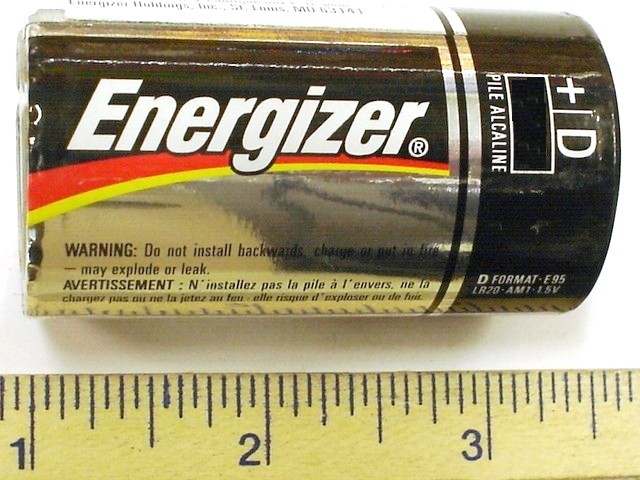 Energizer Holdings, Inc., St. Louis, MO 63141
Energizer®
WARNING: Do not install backwards, charge or put in fire
— may explode or leak.
AVERTISSEMENT : N'installez pas la pile à l'envers, ne la
chargez pas ou ne la jetez au feu - elle risque d'exploser ou de fuir.
PILE ALCALINE
+ D
D FORMAT·E95
LR20·AM1·1.5V
1 2 3